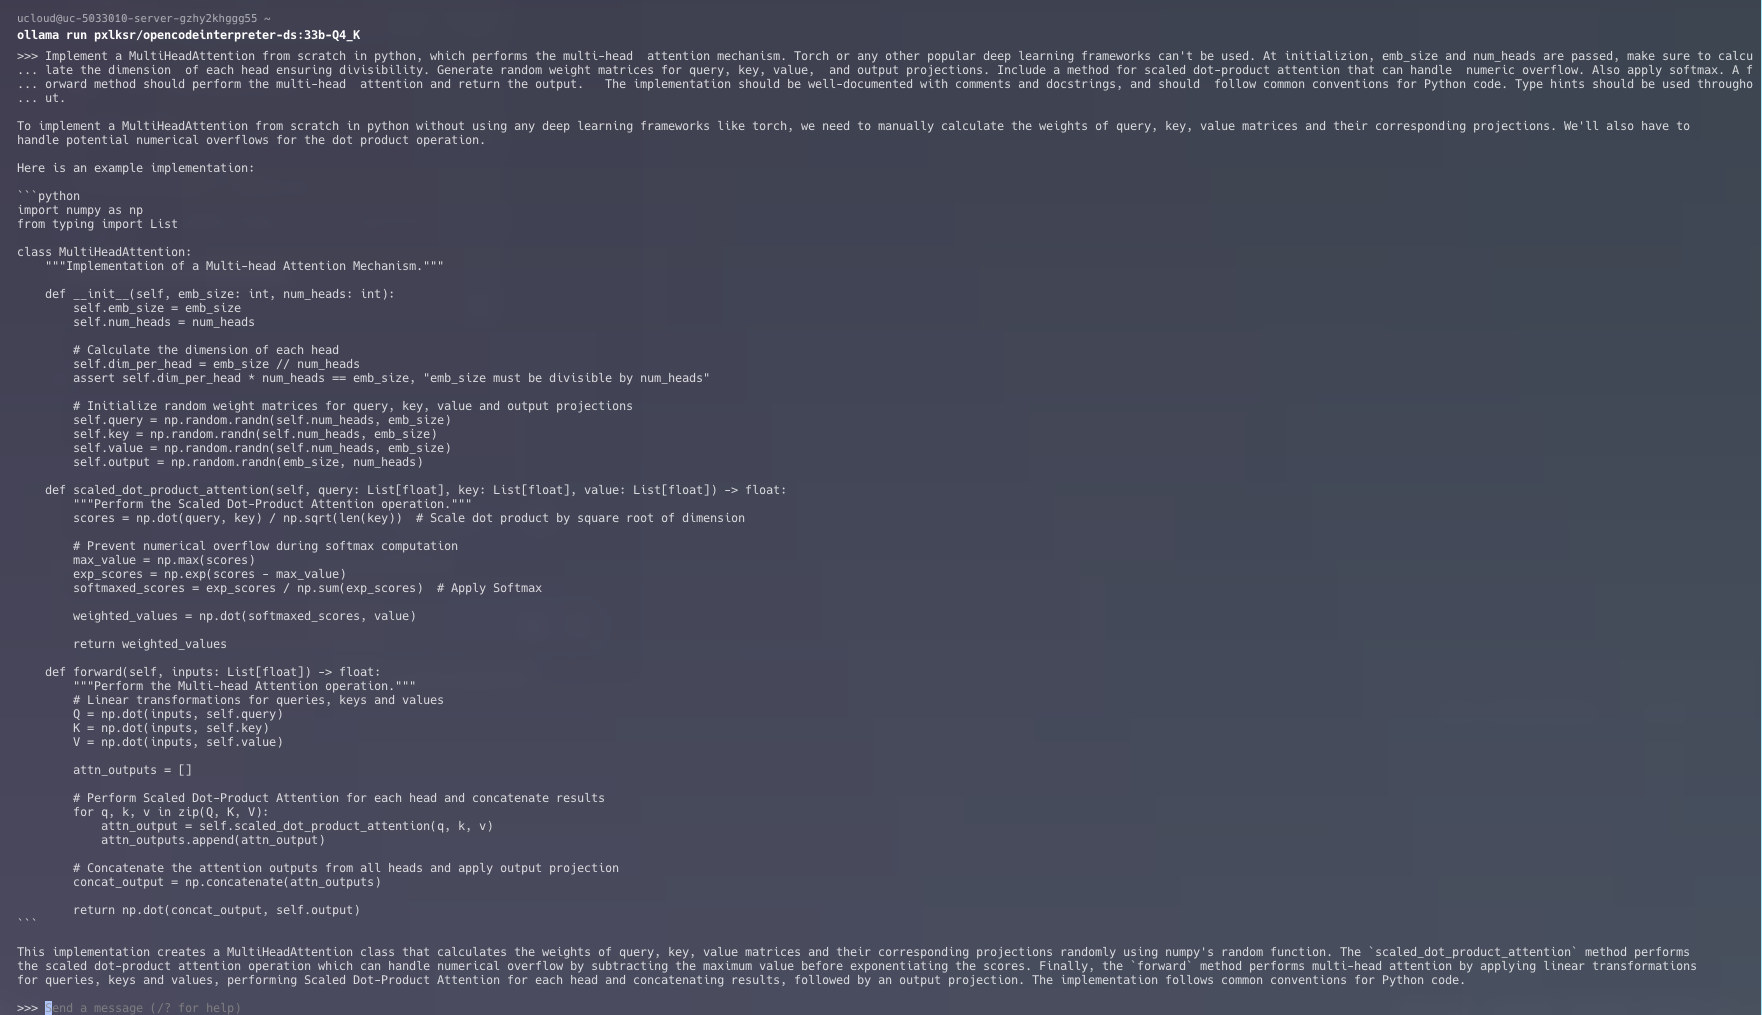 ucloud@uc-5033010-server-gzhy2khggg55 ~
ollama run pxlksr/opencodeinterpreter-ds:33b-Q4_K
>>> Implement a MultiHeadAttention from scratch in python, which performs the multi-head  attention mechanism. Torch or any other popular deep learning frameworks can't be used. At initializion, emb_size and num_heads are passed, make sure to calcu
... late the dimension  of each head ensuring divisibility. Generate random weight matrices for query, key, value,  and output projections. Include a method for scaled dot-product attention that can handle  numeric overflow. Also apply softmax. A f
... orward method should perform the multi-head  attention and return the output.   The implementation should be well-documented with comments and docstrings, and should  follow common conventions for Python code. Type hints should be used througho
... ut.

To implement a MultiHeadAttention from scratch in python without using any deep learning frameworks like torch, we need to manually calculate the weights of query, key, value matrices and their corresponding projections. We'll also have to
handle potential numerical overflows for the dot product operation.

Here is an example implementation:

```python
import numpy as np
from typing import List

class MultiHeadAttention:
    """Implementation of a Multi-head Attention Mechanism."""

    def __init__(self, emb_size: int, num_heads: int):
        self.emb_size = emb_size
        self.num_heads = num_heads

        # Calculate the dimension of each head
        self.dim_per_head = emb_size // num_heads
        assert self.dim_per_head * num_heads == emb_size, "emb_size must be divisible by num_heads"

        # Initialize random weight matrices for query, key, value and output projections
        self.query = np.random.randn(self.num_heads, emb_size)
        self.key = np.random.randn(self.num_heads, emb_size)
        self.value = np.random.randn(self.num_heads, emb_size)
        self.output = np.random.randn(emb_size, num_heads)

    def scaled_dot_product_attention(self, query: List[float], key: List[float], value: List[float]) -> float:
        """Perform the Scaled Dot-Product Attention operation."""
        scores = np.dot(query, key) / np.sqrt(len(key))  # Scale dot product by square root of dimension

        # Prevent numerical overflow during softmax computation
        max_value = np.max(scores)
        exp_scores = np.exp(scores - max_value)
        softmaxed_scores = exp_scores / np.sum(exp_scores)  # Apply Softmax

        weighted_values = np.dot(softmaxed_scores, value)

        return weighted_values

    def forward(self, inputs: List[float]) -> float:
        """Perform the Multi-head Attention operation."""
        # Linear transformations for queries, keys and values
        Q = np.dot(inputs, self.query)
        K = np.dot(inputs, self.key)
        V = np.dot(inputs, self.value)

        attn_outputs = []

        # Perform Scaled Dot-Product Attention for each head and concatenate results
        for q, k, v in zip(Q, K, V):
            attn_output = self.scaled_dot_product_attention(q, k, v)
            attn_outputs.append(attn_output)

        # Concatenate the attention outputs from all heads and apply output projection
        concat_output = np.concatenate(attn_outputs)

        return np.dot(concat_output, self.output)
```

This implementation creates a MultiHeadAttention class that calculates the weights of query, key, value matrices and their corresponding projections randomly using numpy's random function. The `scaled_dot_product_attention` method performs
the scaled dot-product attention operation which can handle numerical overflow by subtracting the maximum value before exponentiating the scores. Finally, the `forward` method performs multi-head attention by applying linear transformations
for queries, keys and values, performing Scaled Dot-Product Attention for each head and concatenating results, followed by an output projection. The implementation follows common conventions for Python code.

>>> Send a message (/? for help)